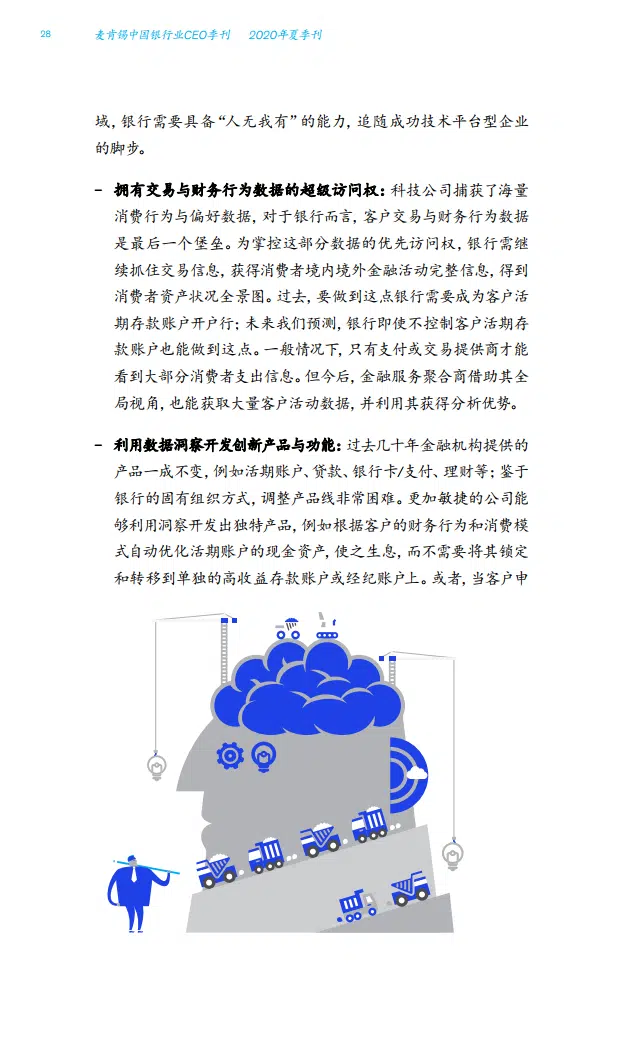 28 麦肯锡中国银行业CEO季刊 2020年夏季刊
域，银行需要具备“人无我有”的能力，追随成功技术平台型企业
的脚步。
– 拥有交易与财务行为数据的超级访问权：科技公司捕获了海量
消费行为与偏好数据，对于银行而言，客户交易与财务行为数据
是最后一个堡垒。为掌控这部分数据的优先访问权，银行需继
续抓住交易信息，获得消费者境内境外金融活动完整信息，得到
消费者资产状况全景图。过去，要做到这点银行需要成为客户活
期存款账户开户行；未来我们预测，银行即使不控制客户活期存
款账户也能做到这点。一般情况下，只有支付或交易提供商才能
看到大部分消费者支出信息。但今后，金融服务聚合商借助其全
局视角，也能获取大量客户活动数据，并利用其获得分析优势。
– 利用数据洞察开发创新产品与功能：过去几十年金融机构提供的
产品一成不变，例如活期账户、贷款、银行卡/支付、理财等；鉴于
银行的固有组织方式，调整产品线非常困难。更加敏捷的公司能
够利用洞察开发出独特产品，例如根据客户的财务行为和消费模
式自动优化活期账户的现金资产，使之生息，而不需要将其锁定
和转移到单独的高收益存款账户或经纪账户上。或者，当客户申